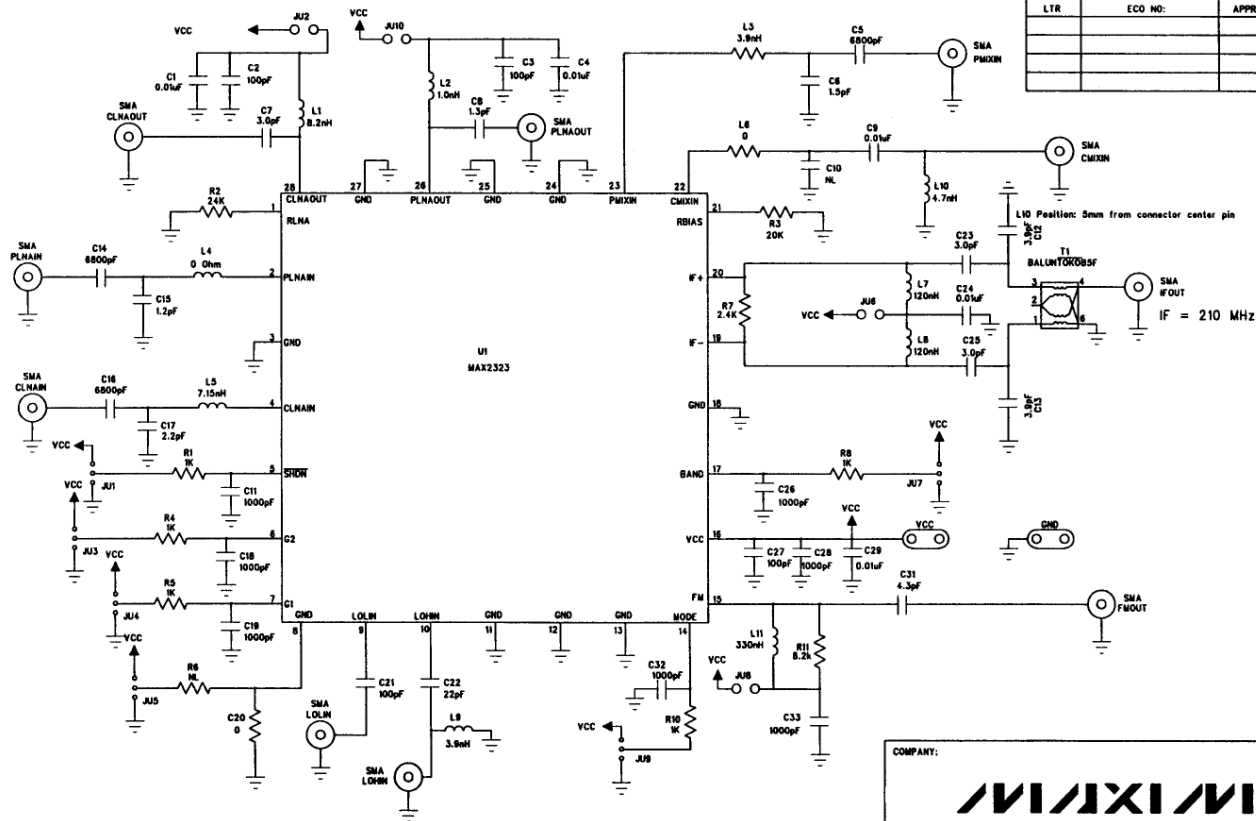 LTR ECO NO: APPR
VCC JU2
VCC JU10
L3
3.9nH
C5
6800pF
SMA
PMIXIN
C1
0.01uF
C2
100pF
L1
8.2nH
L2
1.0nH
C3
100pF
C4
0.01uF
C6
1.5pF
SMA
CLNAOUT
C7
3.0pF
C8
1.3pF
SMA
PLNAOUT
L6
0
C9
0.01uF
SMA
CMIXIN
C10
NL
L10
4.7nH
L10 Position: 5mm from connector center pin
28 27 26 25 24 23 22
CLNAOUT GND PLNAOUT GND GND PMIXIN CMIXIN
R2
24K
1 RLNA
RBIAS 21
R3
20K
SMA
PLNAIN
C14
6800pF
L4
0 Ohm
2 PLNAIN
C15
1.2pF
IF+ 20
C23
3.0pF
3.9pF
C12
T1
BALUNTOKOB5F
3 4
2
1 6
SMA
IFOUT
IF = 210 MHz
R7
2.4K
L7
120nH
VCC JU6
C24
0.01uF
L8
120nH
C25
3.0pF
3.9pF
C13
3 GND
IF- 19
U1
MAX2323
SMA
CLNAIN
C16
6800pF
L5
7.15nH
4 CLNAIN
C17
2.2pF
GND 18
VCC
JU1
R1
1K
5 SHDN
C11
1000pF
BAND 17
R8
1K
VCC
JU7
C26
1000pF
VCC
JU3
R4
1K
6 G2
C18
1000pF
VCC 16
C27
100pF
C28
1000pF
VCC
C29
0.01uF
VCC
GND
VCC
JU4
R5
1K
7 G1
C19
1000pF
FM 15
C31
4.3pF
SMA
FMOUT
GND LOLIN LOHIN GND GND GND MODE
8 9 10 11 12 13 14
VCC
JU5
R6
NL
C20
0
C21
100pF
SMA
LOLIN
C22
22pF
L9
3.9nH
SMA
LOHIN
C32
1000pF
R10
1K
VCC
JU9
L11
330nH
R11
VCC
JU8
C33
1000pF
COMPANY:
MAXIM